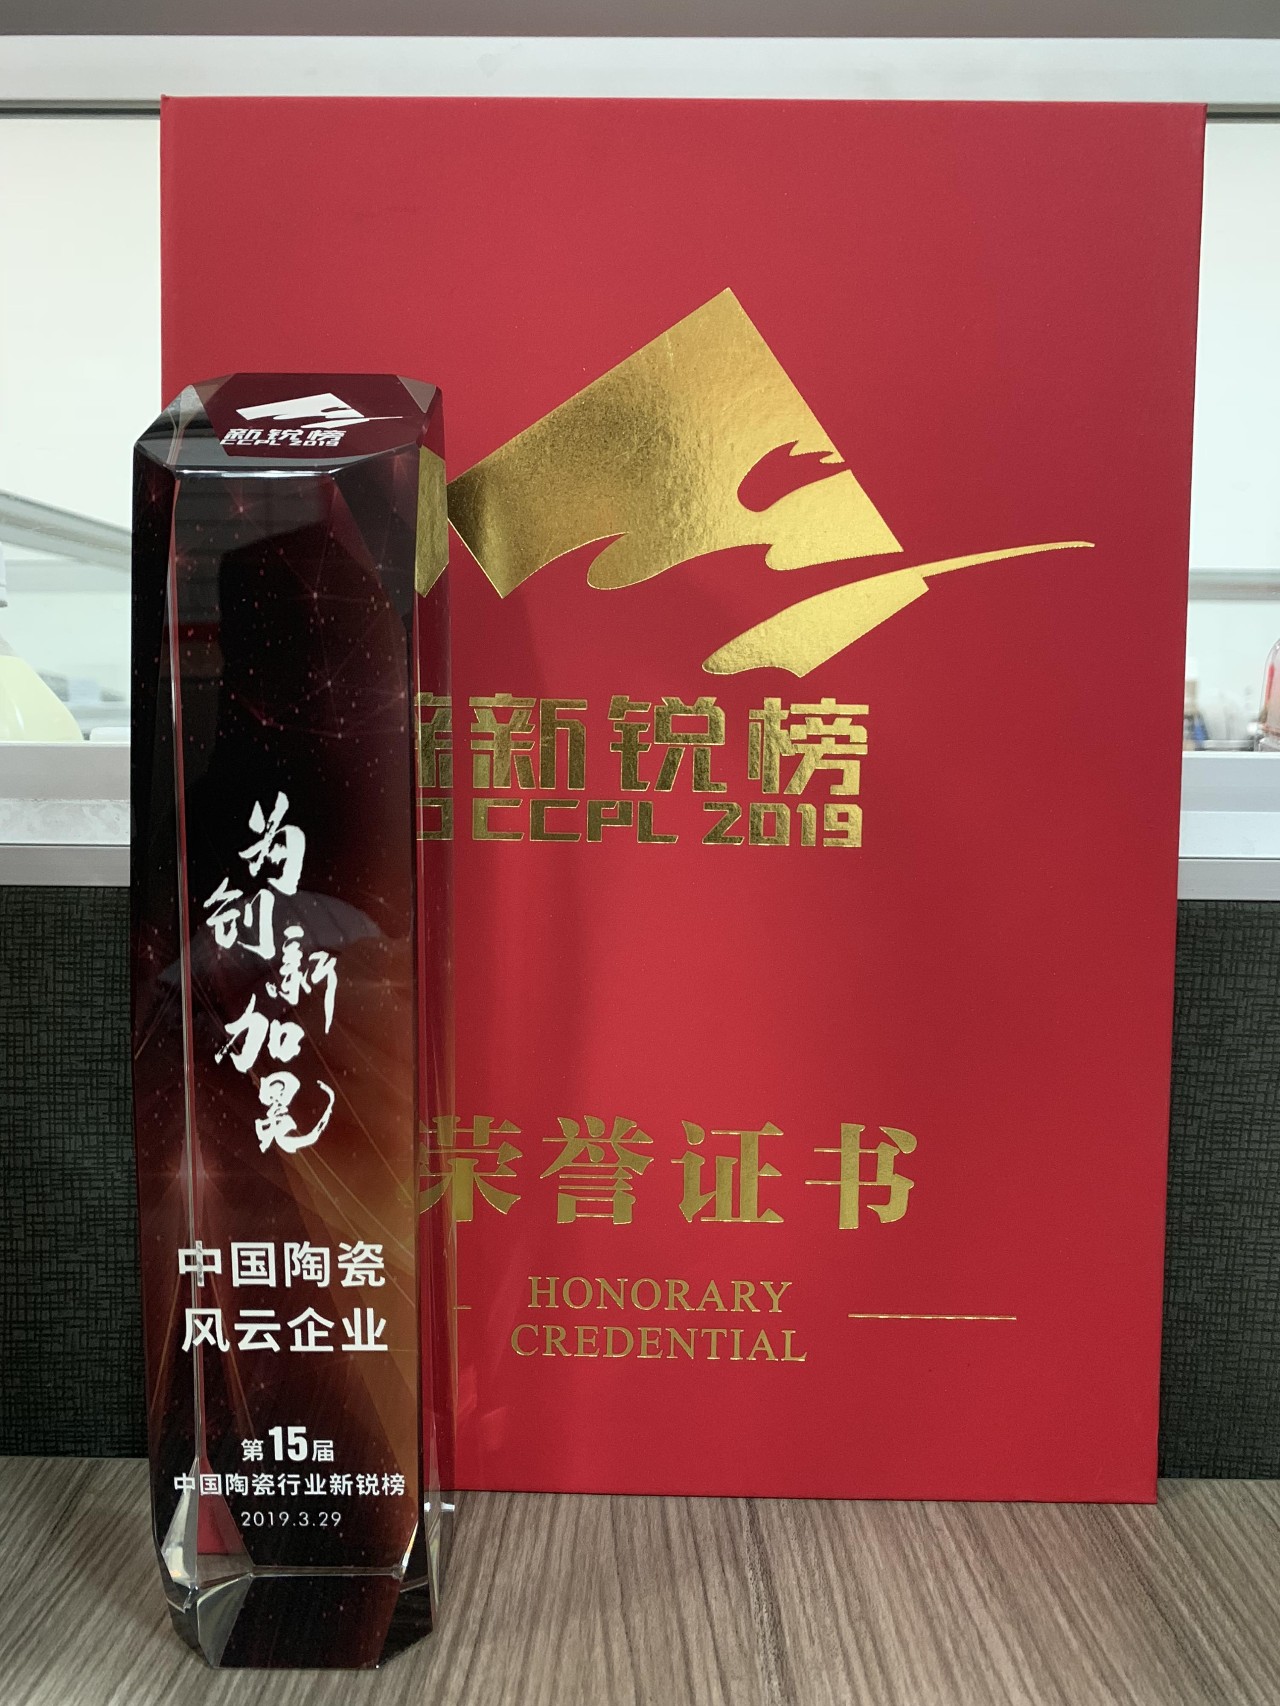 新锐榜
CCPL 2019
为创新加冕
中国陶瓷
风云企业
第15届
中国陶瓷行业新锐榜
2019.3.29
新锐榜
CCPL 2019
荣誉证书
HONORARY
CREDENTIAL